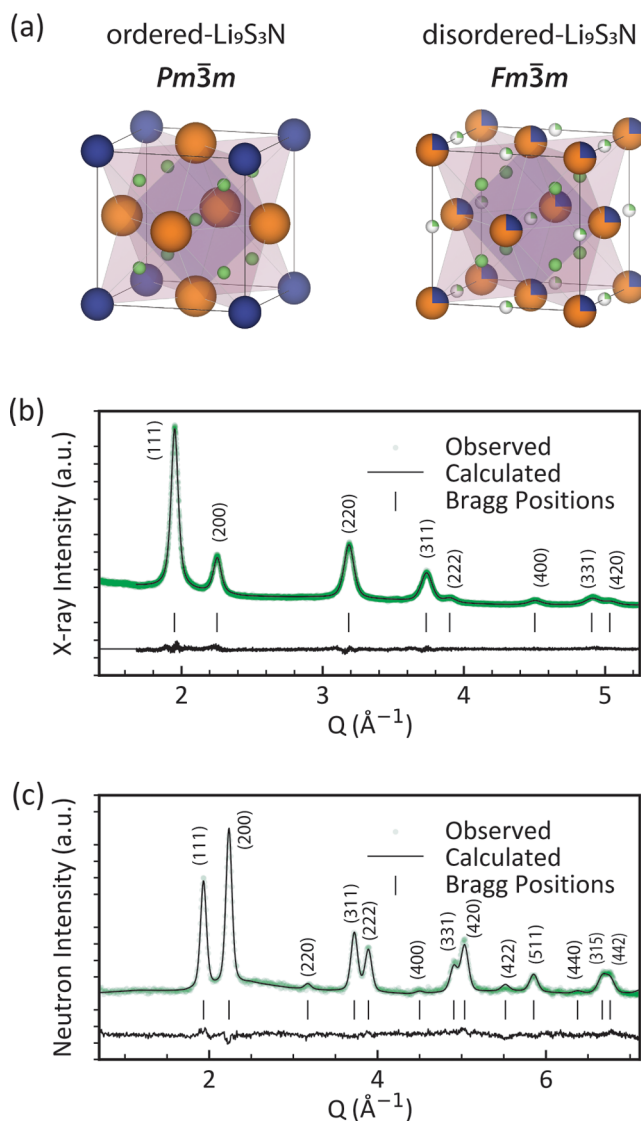 (a)
ordered-Li₉S₃N
disordered-Li₉S₃N
Pm3̅m
Fm3̅m
(b)
X-ray Intensity (a.u.)
(111)
(200)
(220)
(311)
(222)
(400)
(331)
(420)
Observed
Calculated
Bragg Positions
2
3
4
5
Q (Å⁻¹)
(c)
Neutron Intensity (a.u.)
(111)
(200)
(220)
(311)
(222)
(400)
(331)
(420)
(422)
(511)
(440)
(315)
(442)
Observed
Calculated
Bragg Positions
2
4
6
Q (Å⁻¹)